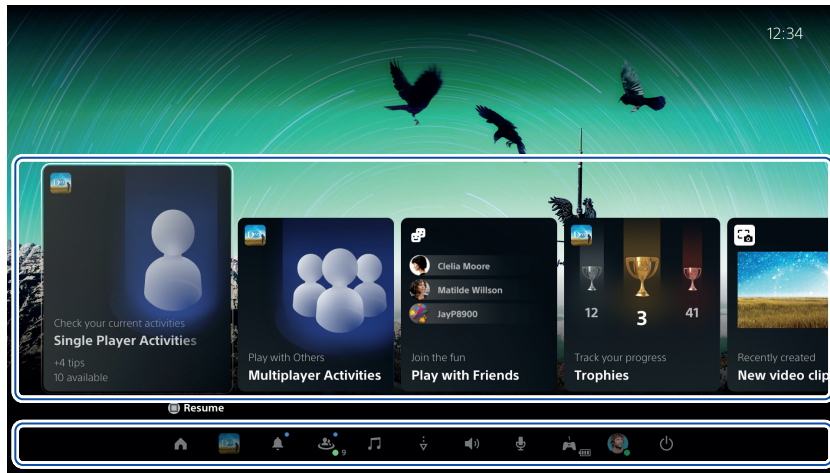 12:34
Check your current activities
Single Player Activities
+4 tips
10 available
Play with Others
Multiplayer Activities
Clelia Moore
Matilde Willson
JayP8900
Join the fun
Play with Friends
12
3
41
Track your progress
Trophies
Recently created
New video clip
Resume
9